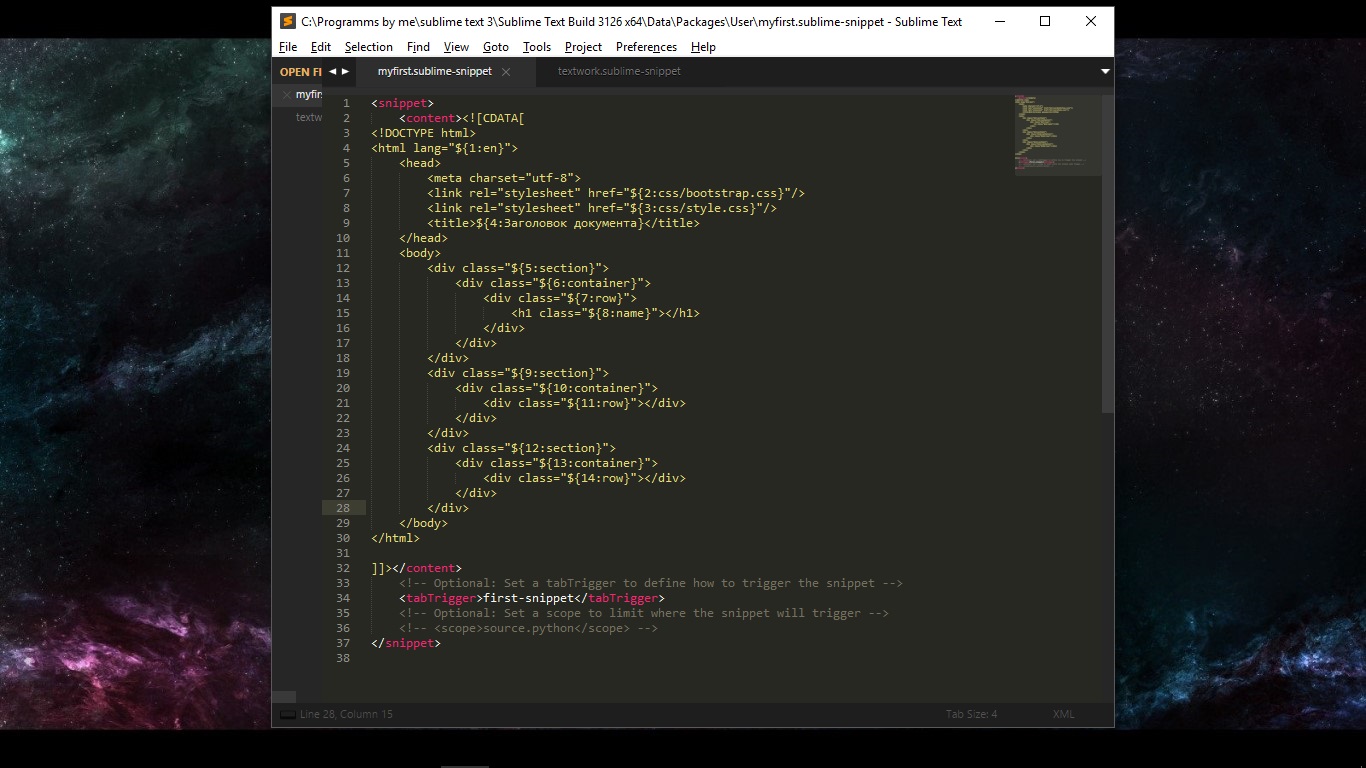 C:\Programms by me\sublime text 3\Sublime Text Build 3126 x64\Data\Packages\User\myfirst.sublime-snippet - Sublime Text
File Edit Selection Find View Goto Tools Project Preferences Help
OPEN FI myfirst.sublime-snippet textwork.sublime-snippet
myfir
textw
1 <snippet>
2     <content><![CDATA[
3 <!DOCTYPE html>
4 <html lang="${1:en}">
5     <head>
6         <meta charset="utf-8">
7         <link rel="stylesheet" href="${2:css/bootstrap.css}"/>
8         <link rel="stylesheet" href="${3:css/style.css}"/>
9         <title>${4:Заголовок документа}</title>
10     </head>
11     <body>
12         <div class="${5:section}">
13             <div class="${6:container}">
14                 <div class="${7:row}">
15                     <h1 class="${8:name}"></h1>
16                 </div>
17             </div>
18         </div>
19         <div class="${9:section}">
20             <div class="${10:container}">
21                 <div class="${11:row}"></div>
22             </div>
23         </div>
24         <div class="${12:section}">
25             <div class="${13:container}">
26                 <div class="${14:row}"></div>
27             </div>
28         </div>
29     </body>
30 </html>
31
32 ]]></content>
33     <!-- Optional: Set a tabTrigger to define how to trigger the snippet -->
34     <tabTrigger>first-snippet</tabTrigger>
35     <!-- Optional: Set a scope to limit where the snippet will trigger -->
36     <!-- <scope>source.python</scope> -->
37 </snippet>
38
Line 28, Column 15 Tab Size: 4 XML